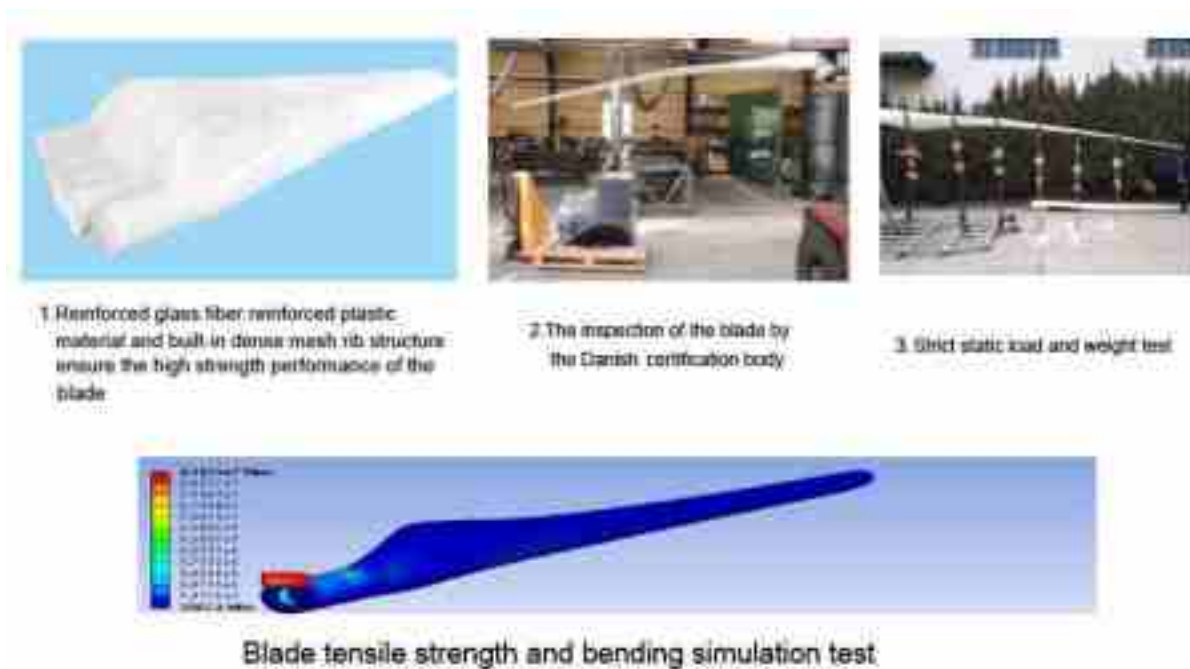 1 Reinforced glass fiber reinforced plastic
material and built in dense mesh rib structure
ensure the high strength performance of the
blade
2.The inspection of the blade by
the Danish certification body
3. Strict static load and weight test
Blade tensile strength and bending simulation test